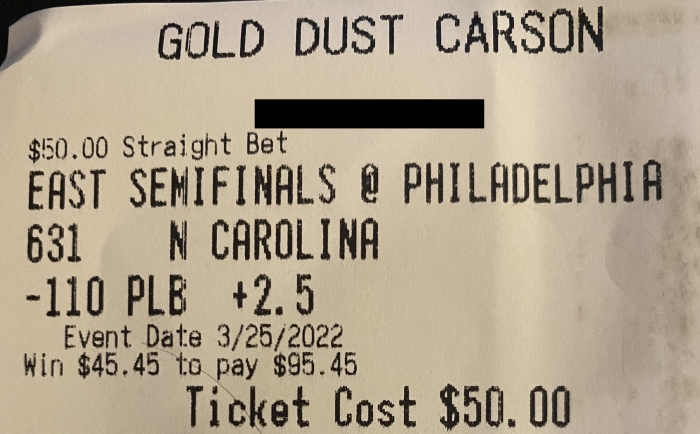 GOLD DUST CARSON
$50.00 Straight Bet
EAST SEMIFINALS @ PHILADELPHIA
631 N CAROLINA
-110 PLB +2.5
Event Date 3/25/2022
Win $45.45 to pay $95.45
Ticket Cost $50.00